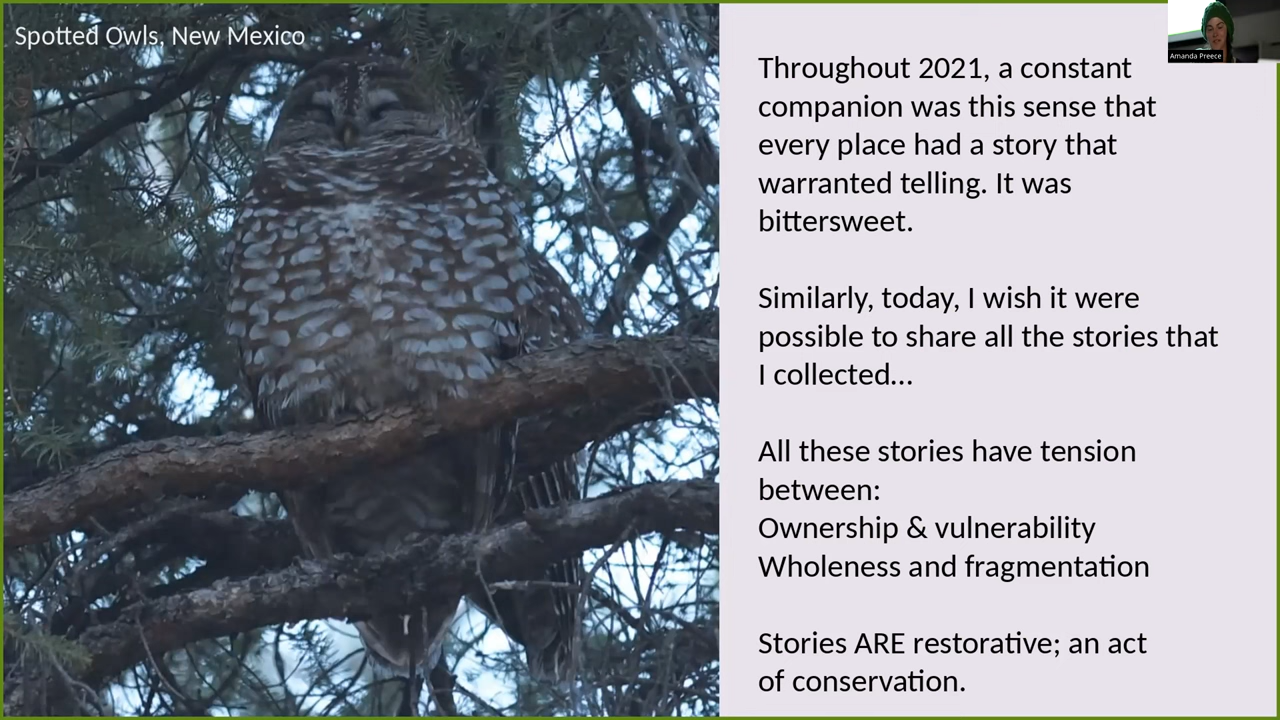 Spotted Owls, New Mexico
Amanda Preece
Throughout 2021, a constant
companion was this sense that
every place had a story that
warranted telling. It was
bittersweet.
Similarly, today, I wish it were
possible to share all the stories that
I collected...
All these stories have tension
between:
Ownership & vulnerability
Wholeness and fragmentation
Stories ARE restorative; an act
of conservation.